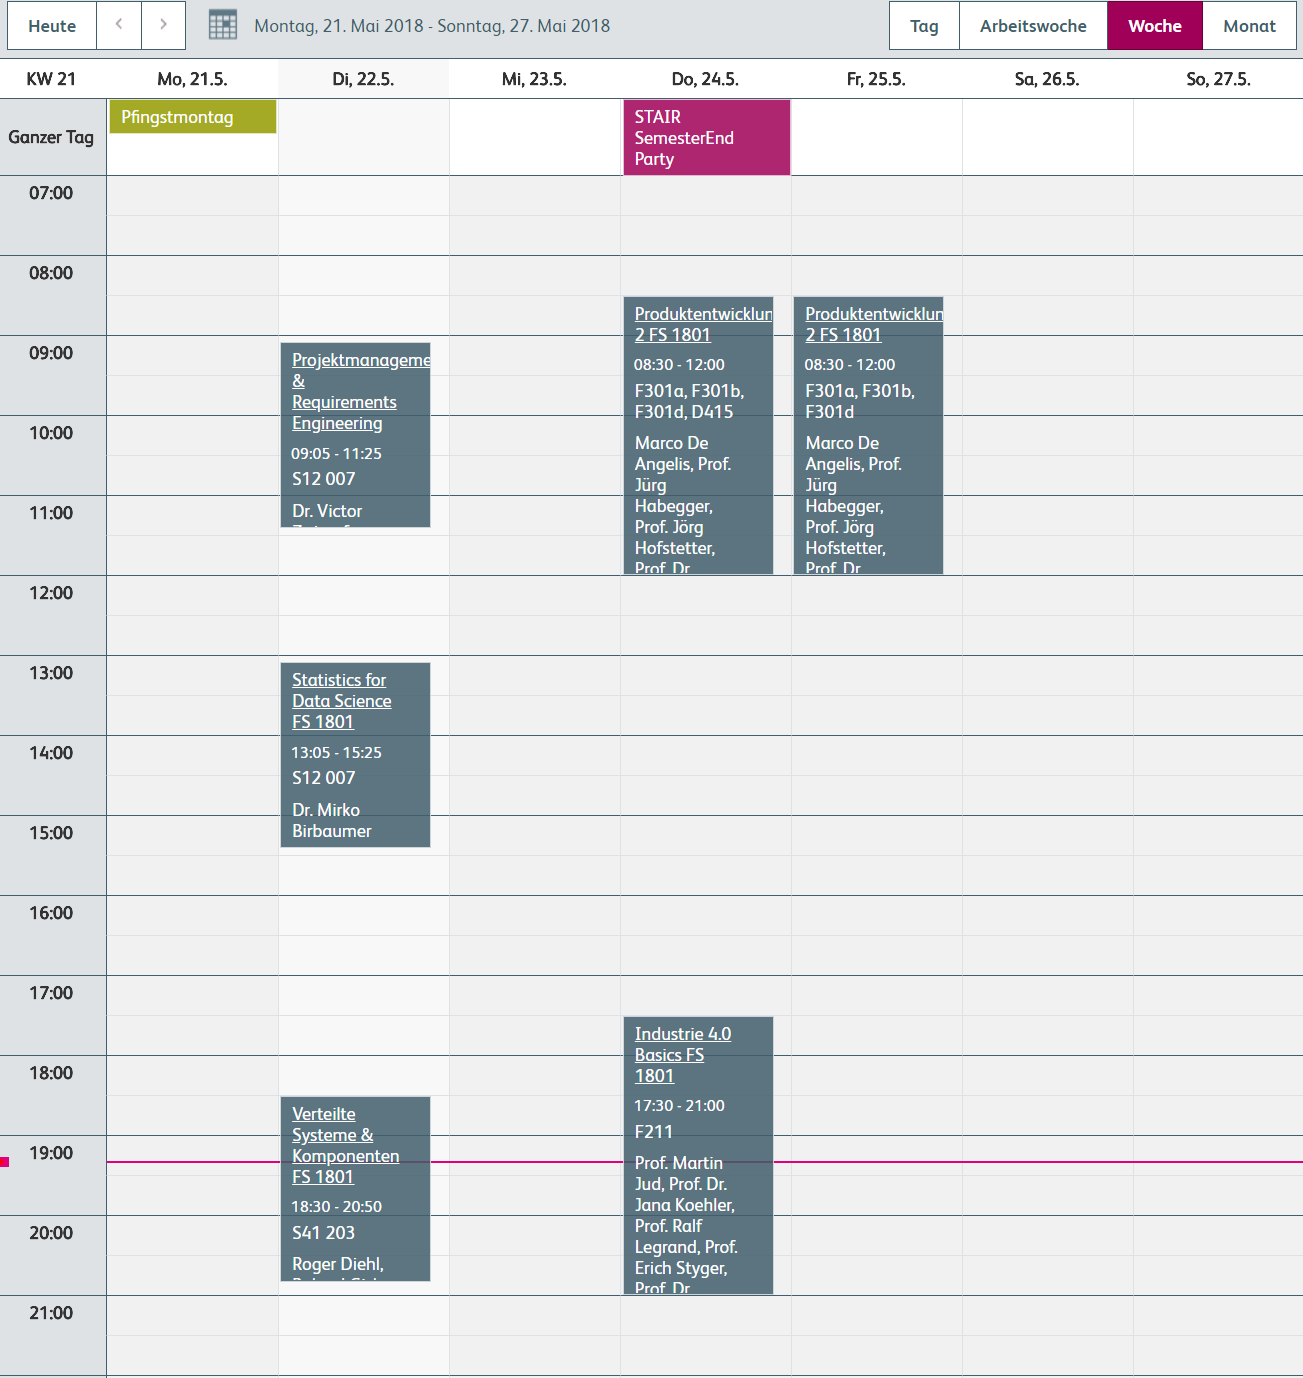 Heute
Montag, 21. Mai 2018 - Sonntag, 27. Mai 2018
Tag
Arbeitswoche
Woche
Monat
KW 21
Mo, 21.5.
Di, 22.5.
Mi, 23.5.
Do, 24.5.
Fr, 25.5.
Sa, 26.5.
So, 27.5.
Ganzer Tag
Pfingstmontag
STAIR
SemesterEnd
Party
07:00
08:00
09:00
10:00
11:00
12:00
13:00
14:00
15:00
16:00
17:00
18:00
19:00
20:00
21:00
Projektmanageme
&
Requirements
Engineering
09:05 - 11:25
S12 007
Dr. Victor
Statistics for
Data Science
FS 1801
13:05 - 15:25
S12 007
Dr. Mirko
Birbaumer
Verteilte
Systeme &
Komponenten
FS 1801
18:30 - 20:50
S41 203
Roger Diehl,
Produktentwicklun
2 FS 1801
08:30 - 12:00
F301a, F301b,
F301d, D415
Marco De
Angelis, Prof.
Jürg
Habegger,
Prof. Jörg
Hofstetter,
Prof. Dr.
Industrie 4.0
Basics FS
1801
17:30 - 21:00
F211
Prof. Martin
Jud, Prof. Dr.
Jana Koehler,
Prof. Ralf
Legrand, Prof.
Erich Styger,
Prof. Dr.
Produktentwicklun
2 FS 1801
08:30 - 12:00
F301a, F301b,
F301d
Marco De
Angelis, Prof.
Jürg
Habegger,
Prof. Jörg
Hofstetter,
Prof. Dr.